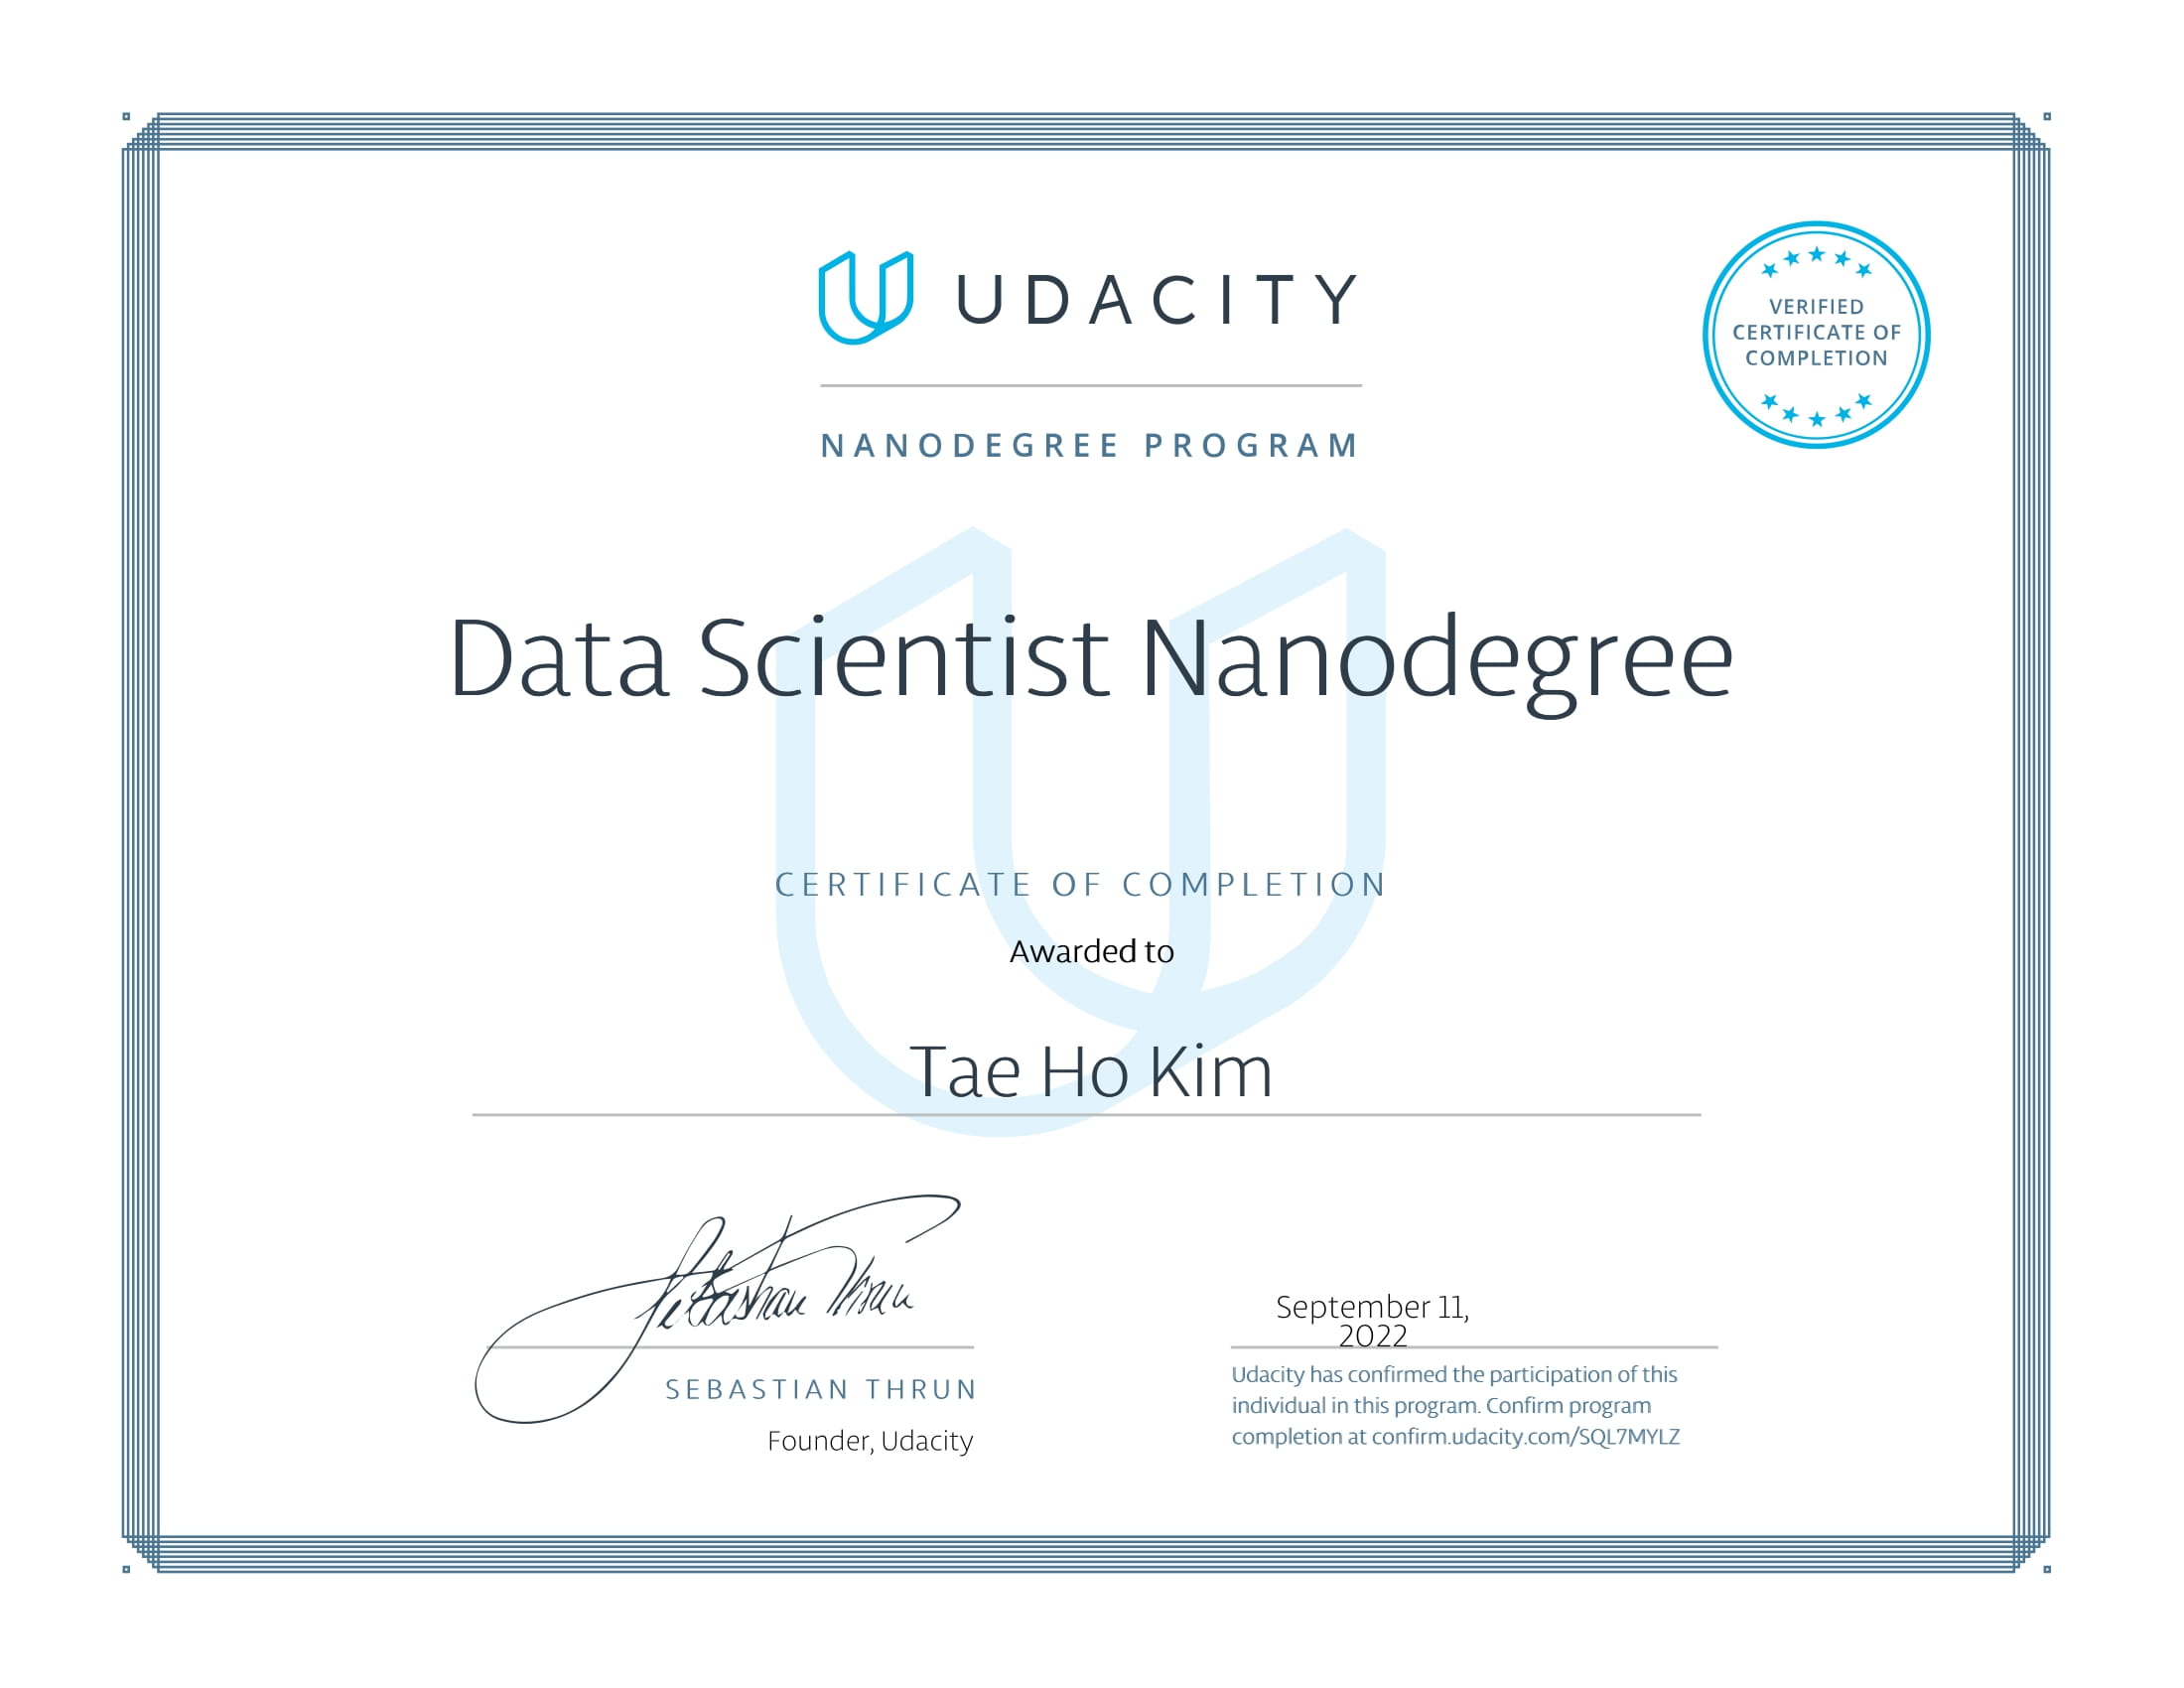 UDACITY
VERIFIED
CERTIFICATE OF
COMPLETION
NANODEGREE PROGRAM
Data Scientist Nanodegree
CERTIFICATE OF COMPLETION
Awarded to
Tae Ho Kim
Sebastian Thrun
SEBASTIAN THRUN
Founder, Udacity
September 11,
2022
Udacity has confirmed the participation of this
individual in this program. Confirm program
completion at confirm.udacity.com/SQL7MYLZ